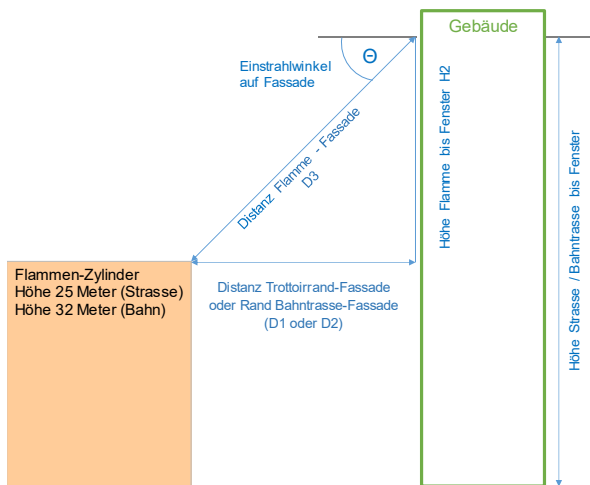 Gebäude
Θ
Einstrahlwinkel
auf Fassade
Höhe Flamme bis Fenster H2
Distanz Flamme - Fassade
D3
Höhe Strasse / Bahntrasse bis Fenster
Flammen-Zylinder
Höhe 25 Meter (Strasse)
Höhe 32 Meter (Bahn)
Distanz Trottoirrand-Fassade
oder Rand Bahntrasse-Fassade
(D1 oder D2)